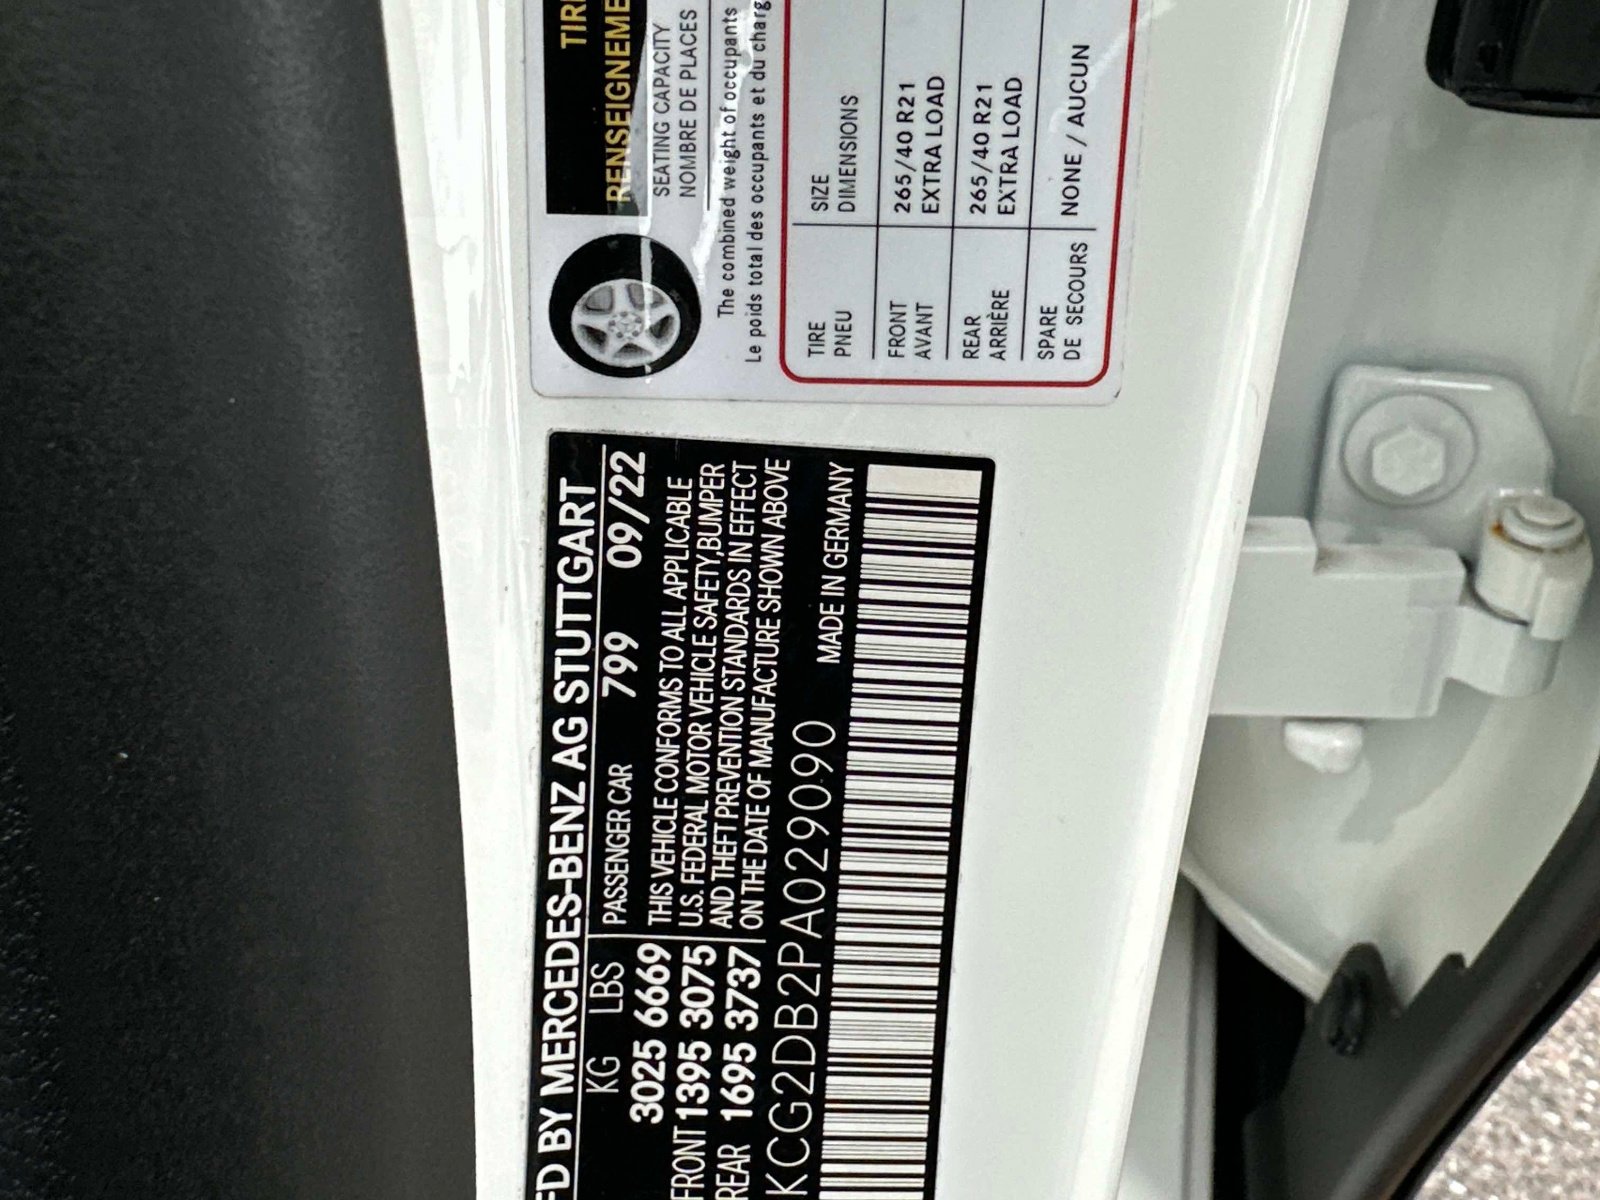 TIRE
RENSEIGNEME
SEATING CAPACITY
NOMBRE DE PLACES
The combined weight of occupants
Le poids total des occupants et du charg
TIRE SIZE
PNEU DIMENSIONS
FRONT 265/40 R21
AVANT EXTRA LOAD
REAR 265/40 R21
ARRIÈRE EXTRA LOAD
SPARE
DE SECOURS NONE / AUCUN
FD BY MERCEDES-BENZ AG STUTTGART
KG LBS PASSENGER CAR 799 09/22
3025 6669 THIS VEHICLE CONFORMS TO ALL APPLICABLE
FRONT 1395 3075 U.S. FEDERAL MOTOR VEHICLE SAFETY,BUMPER
REAR 1695 3737 AND THEFT PREVENTION STANDARDS IN EFFECT
ON THE DATE OF MANUFACTURE SHOWN ABOVE
KCG2DB2PA029090 MADE IN GERMANY